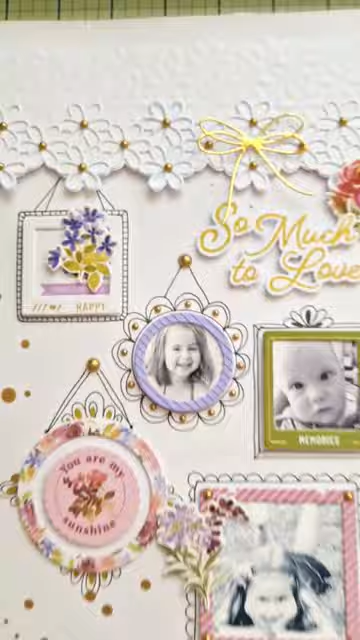 So Much
to Love
HAPPY
MEMORIES
You are my
sunshine